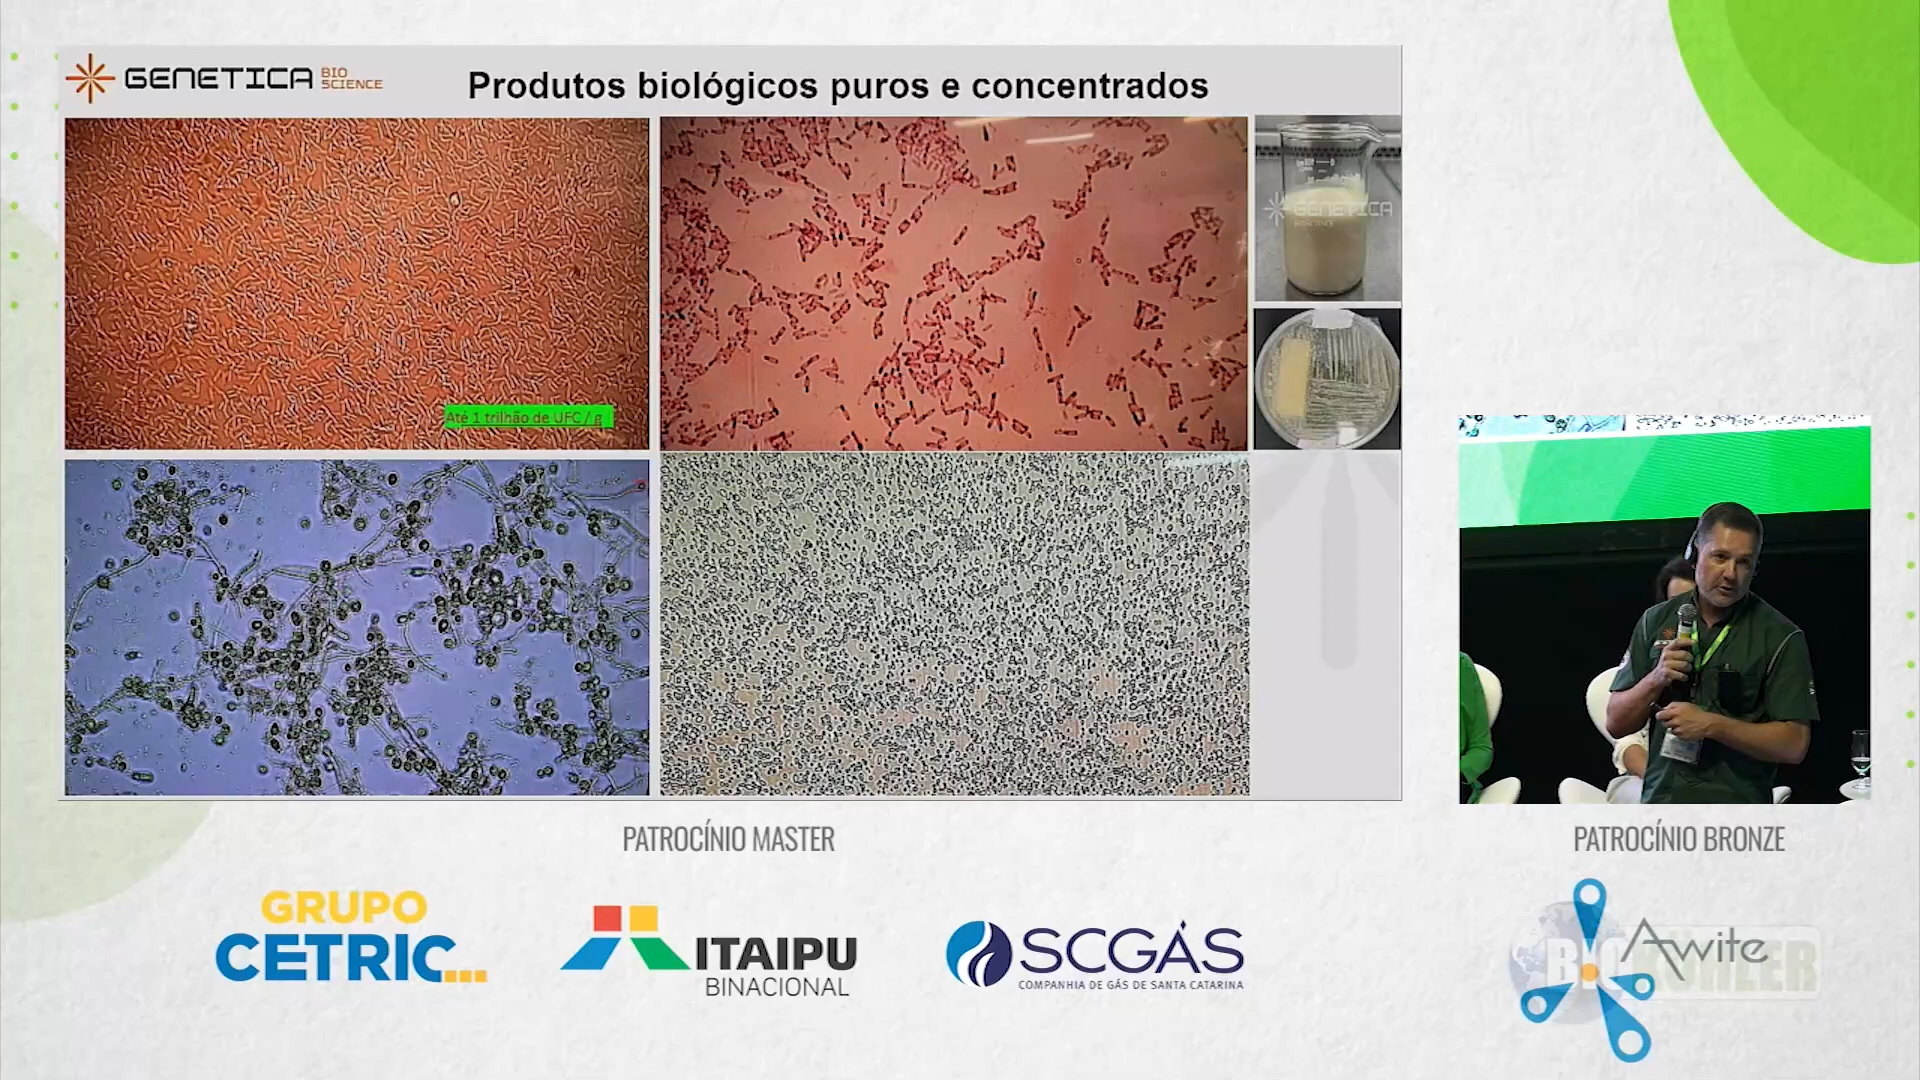 GENETICA BIO SCIENCE
Produtos biológicos puros e concentrados
GENETICA
Até 1 trilhão de UFC / g
PATROCÍNIO MASTER
PATROCÍNIO BRONZE
GRUPO
CETRIC...
ITAIPU
BINACIONAL
SCGÁS
COMPANHIA DE GÁS DE SANTA CATARINA
Awite